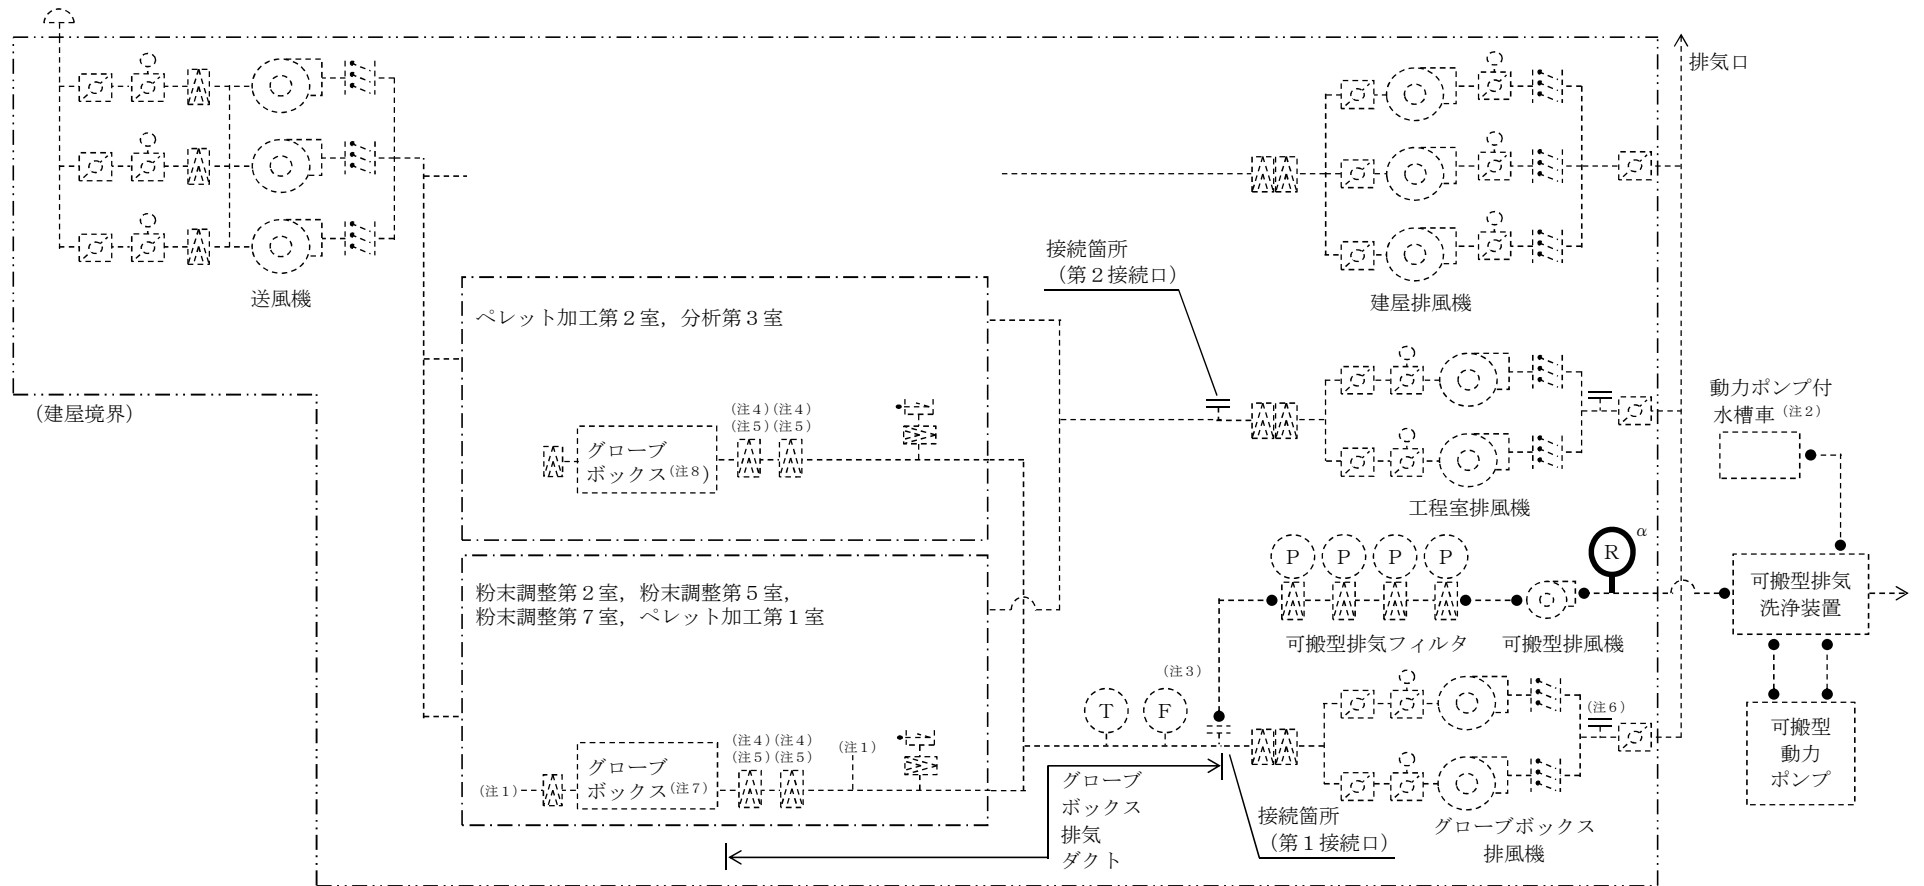 排気口
接続箇所
（第２接続口）
送風機
建屋排風機
ペレット加工第２室，分析第３室
（建屋境界）
動力ポンプ付
水槽車（注２）
（注４）（注４）
（注５）（注５）
グローブ
ボックス（注８）
工程室排風機
α
P P P P
R
粉末調整第２室，粉末調整第５室，
粉末調整第７室，ペレット加工第１室
可搬型排気
洗浄装置
可搬型排気フィルタ
可搬型排風機
（注３）
T F
（注６）
可搬型
動力
ポンプ
（注４）（注４）
（注５）（注５）
（注１）
グローブ
ボックス（注７）
（注１）
グローブ
ボックス
排気
ダクト
接続箇所
（第１接続口）
グローブボックス
排風機